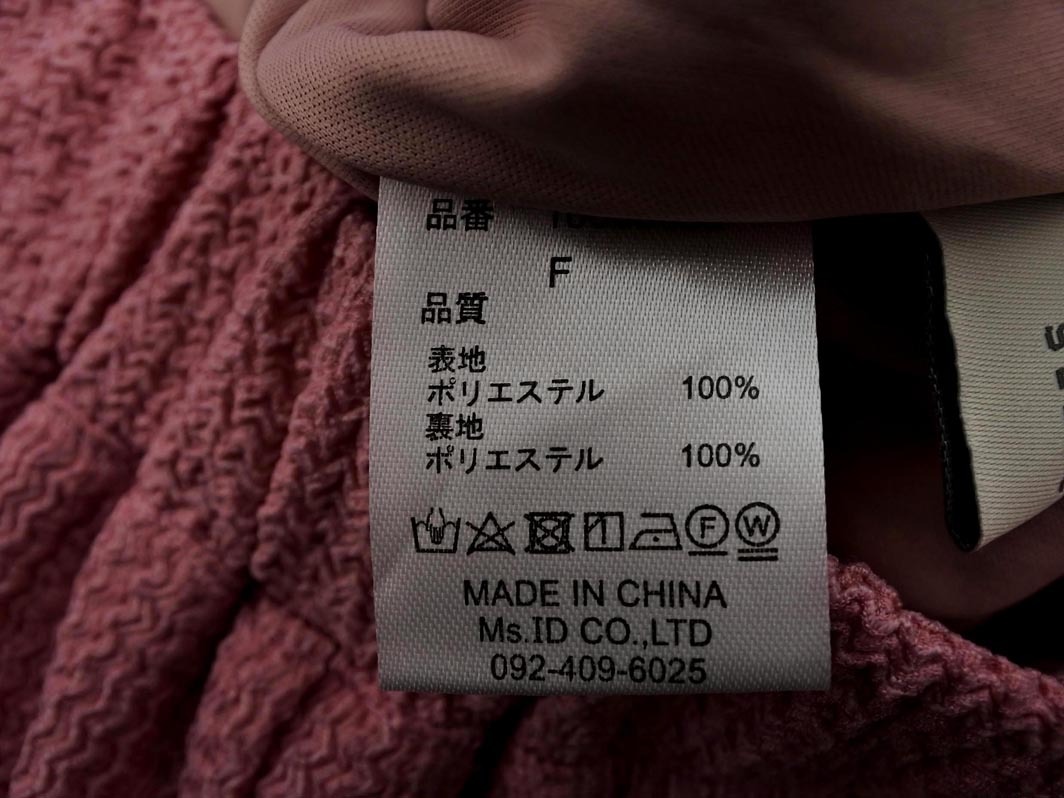 品番
F
品質
表地
ポリエステル 100%
裏地
ポリエステル 100%
F W
MADE IN CHINA
Ms.ID CO.,LTD
092-409-6025